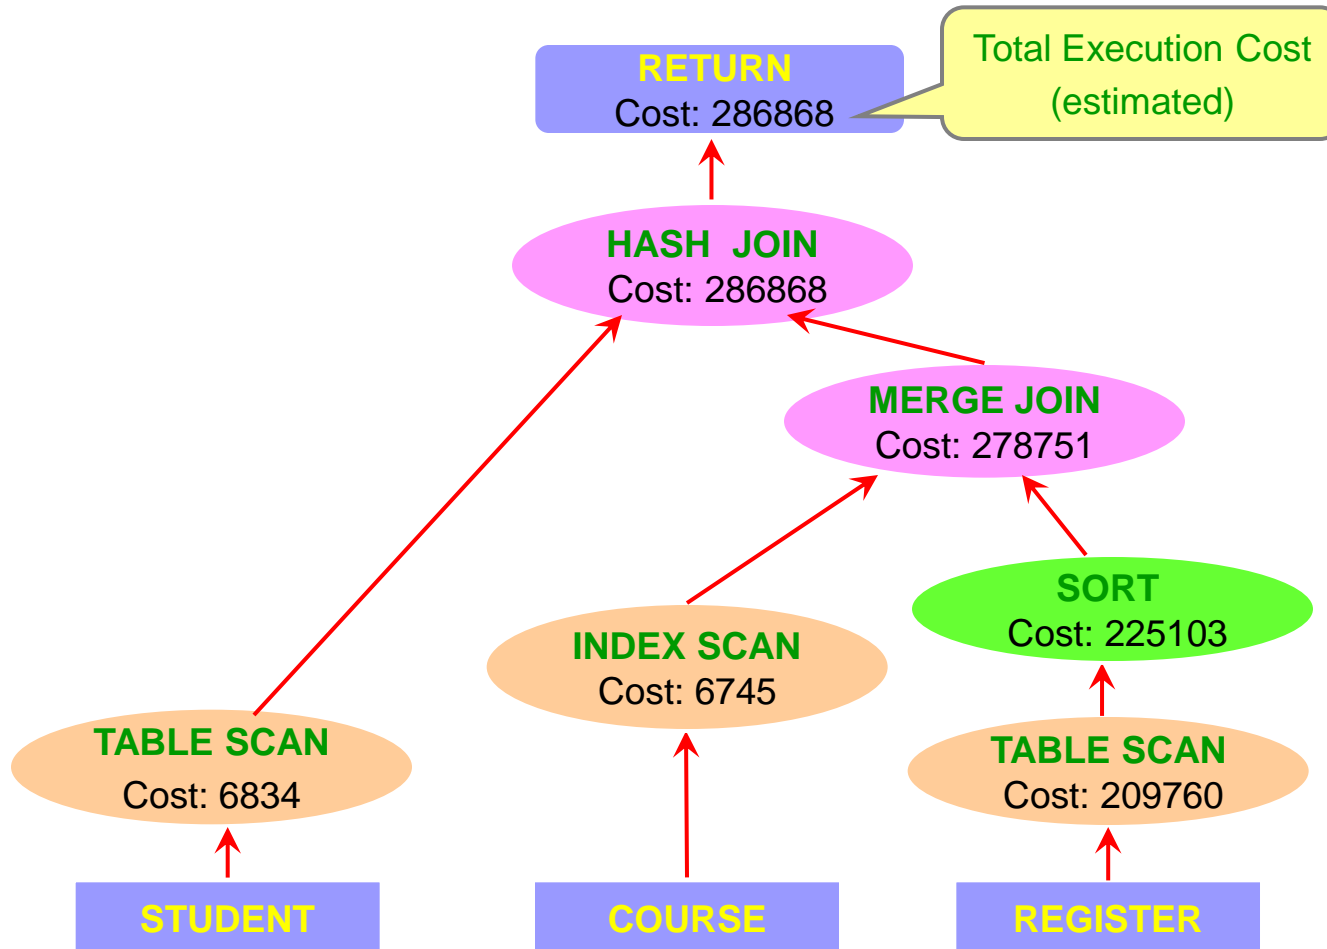 RETURN
Cost: 286868
Total Execution Cost
(estimated)
HASH JOIN
Cost: 286868
MERGE JOIN
Cost: 278751
SORT
Cost: 225103
INDEX SCAN
Cost: 6745
TABLE SCAN
Cost: 6834
TABLE SCAN
Cost: 209760
STUDENT
COURSE
REGISTER